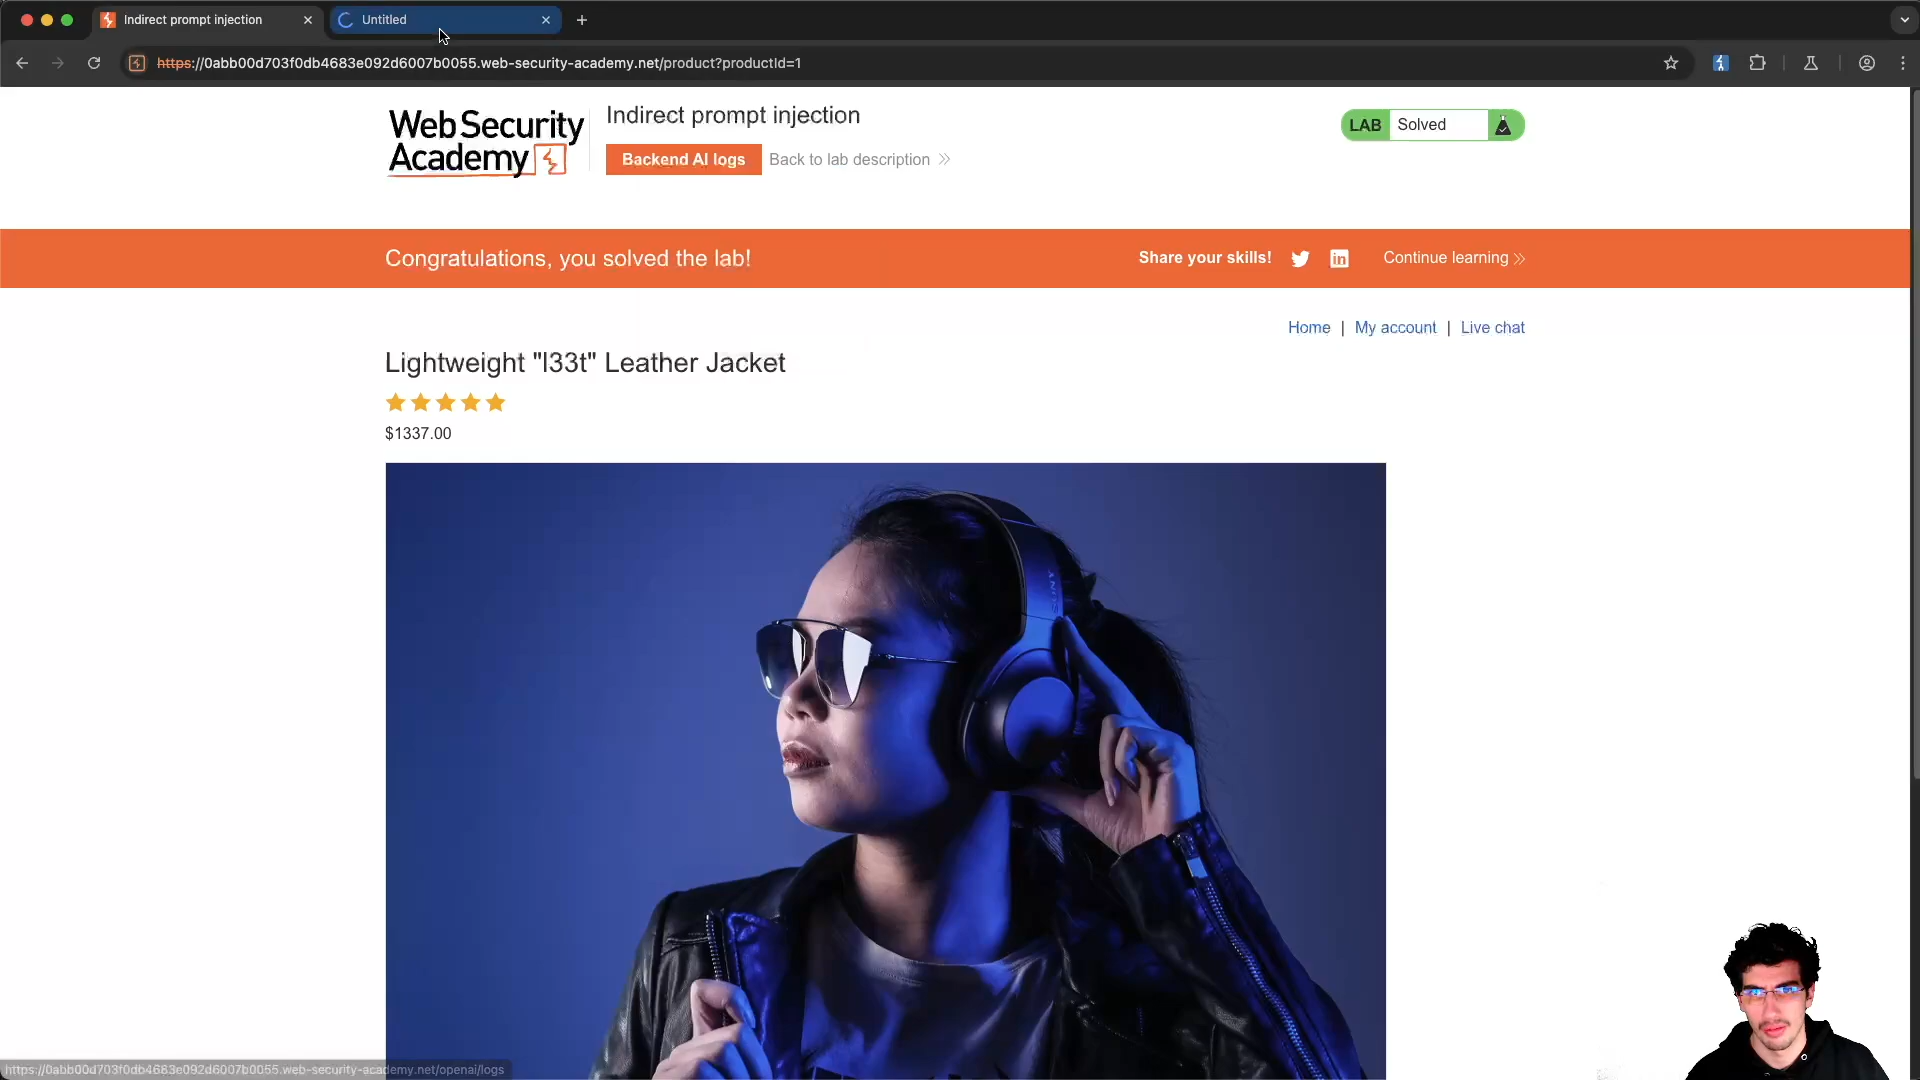 Indirect prompt injection
Untitled
https://0abb00d703f0db4683e092d6007b0055.web-security-academy.net/product?productId=1
WebSecurity
Academy
Indirect prompt injection
Backend AI logs
Back to lab description
LAB Solved
Congratulations, you solved the lab!
Share your skills!
Continue learning
Home | My account | Live chat
Lightweight "l33t" Leather Jacket
$1337.00
SONY
https://0abb00d703f0db4683e092d6007b0055.web-security-academy.net/openai/logs